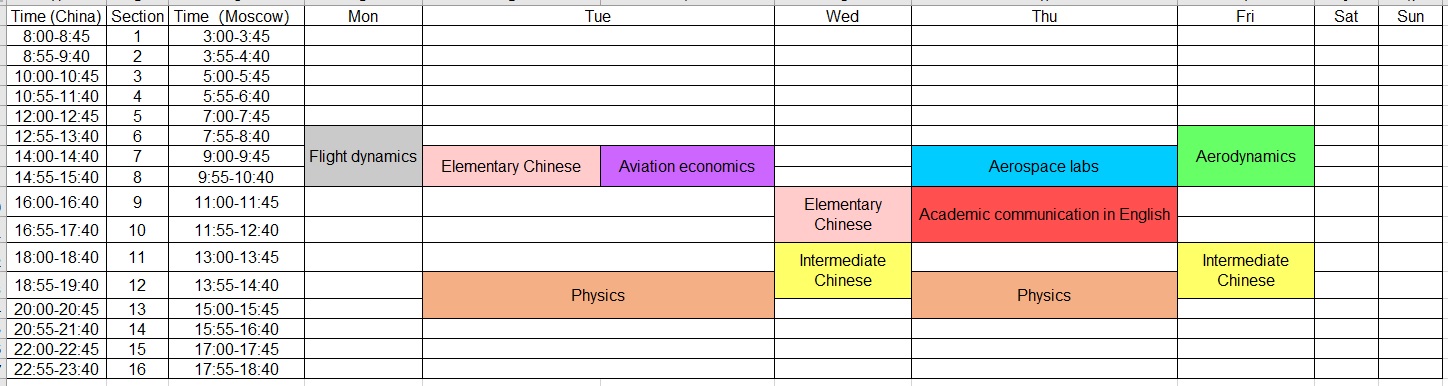 Time (China) Section Time (Moscow) Mon Tue Wed Thu Fri Sat Sun
8:00-8:45 1 3:00-3:45
8:55-9:40 2 3:55-4:40
10:00-10:45 3 5:00-5:45
10:55-11:40 4 5:55-6:40
12:00-12:45 5 7:00-7:45
12:55-13:40 6 7:55-8:40
Flight dynamics
Aerodynamics
14:00-14:40 7 9:00-9:45
Elementary Chinese Aviation economics Aerospace labs
14:55-15:40 8 9:55-10:40
16:00-16:40 9 11:00-11:45
Elementary
Chinese
Academic communication in English
16:55-17:40 10 11:55-12:40
18:00-18:40 11 13:00-13:45
Intermediate
Chinese
Intermediate
Chinese
18:55-19:40 12 13:55-14:40
Physics Physics
20:00-20:45 13 15:00-15:45
20:55-21:40 14 15:55-16:40
22:00-22:45 15 17:00-17:45
22:55-23:40 16 17:55-18:40